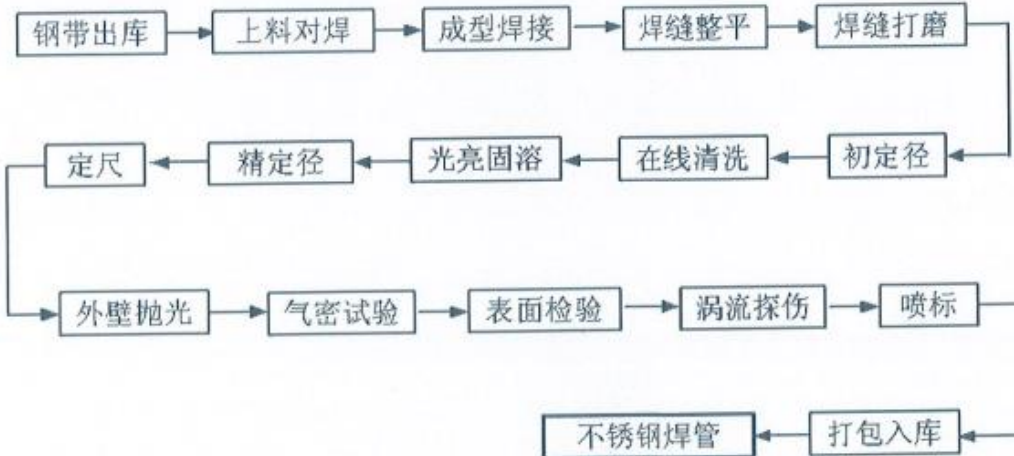 钢带出库 上料对焊 成型焊接 焊缝整平 焊缝打磨
定尺 精定径 光亮固溶 在线清洗 初定径
外壁抛光 气密试验 表面检验 涡流探伤 喷标
不锈钢焊管 打包入库